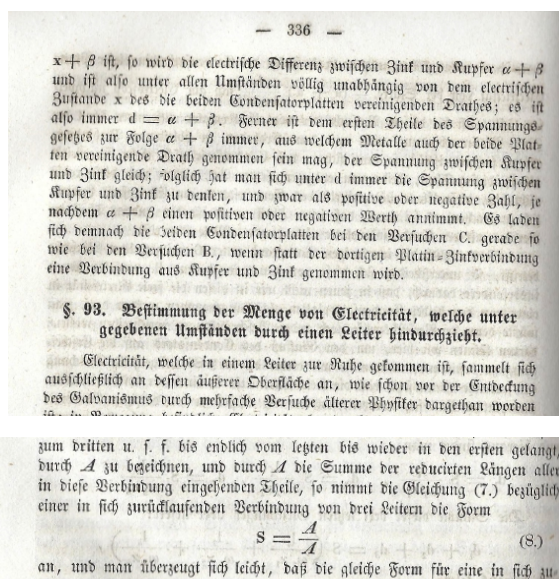 — 336 —
x + β ist, so wird die electrische Differenz zwischen Zink und Kupfer α + β
und ist also unter allen Umständen völlig unabhängig von dem electrischen
Zustande x des die beiden Condensatorplatten vereinigenden Drathes; es ist
also immer d = α + β. Ferner ist dem ersten Theile des Spannungs-
gesetzes zur Folge α + β immer, aus welchem Metalle auch der beide Plat-
ten vereinigende Drath genommen sein mag, der Spannung zwischen Kupfer
und Zink gleich; folglich hat man sich unter d immer die Spannung zwischen
Kupfer und Zink zu denken, und zwar als positive oder negative Zahl, je
nachdem α + β einen positiven oder negativen Werth annimmt. Es laden
sich demnach die beiden Condensatorplatten bei den Versuchen C. gerade so
wie bei den Versuchen B., wenn statt der dortigen Platin-Zinkverbindung
eine Verbindung aus Kupfer und Zink genommen wird.
§. 93. Bestimmung der Menge von Electricität, welche unter
gegebenen Umständen durch einen Leiter hindurchzieht.
Electricität, welche in einem Leiter zur Ruhe gekommen ist, sammelt sich
ausschließlich an dessen äußerer Oberfläche an, wie schon vor der Entdeckung
des Galvanismus durch mehrfache Versuche älterer Physiker dargethan worden
zum dritten u. s. f. bis endlich vom letzten bis wieder in den ersten gelangt,
durch A zu bezeichnen, und durch Λ die Summe der reducirten Längen aller
in diese Verbindung eingehenden Theile, so nimmt die Gleichung (7.) bezüglich
einer in sich zurücklaufenden Verbindung von drei Leitern die Form
S = A/Λ (8.)
an, und man überzeugt sich leicht, daß die gleiche Form für eine in sich zu-